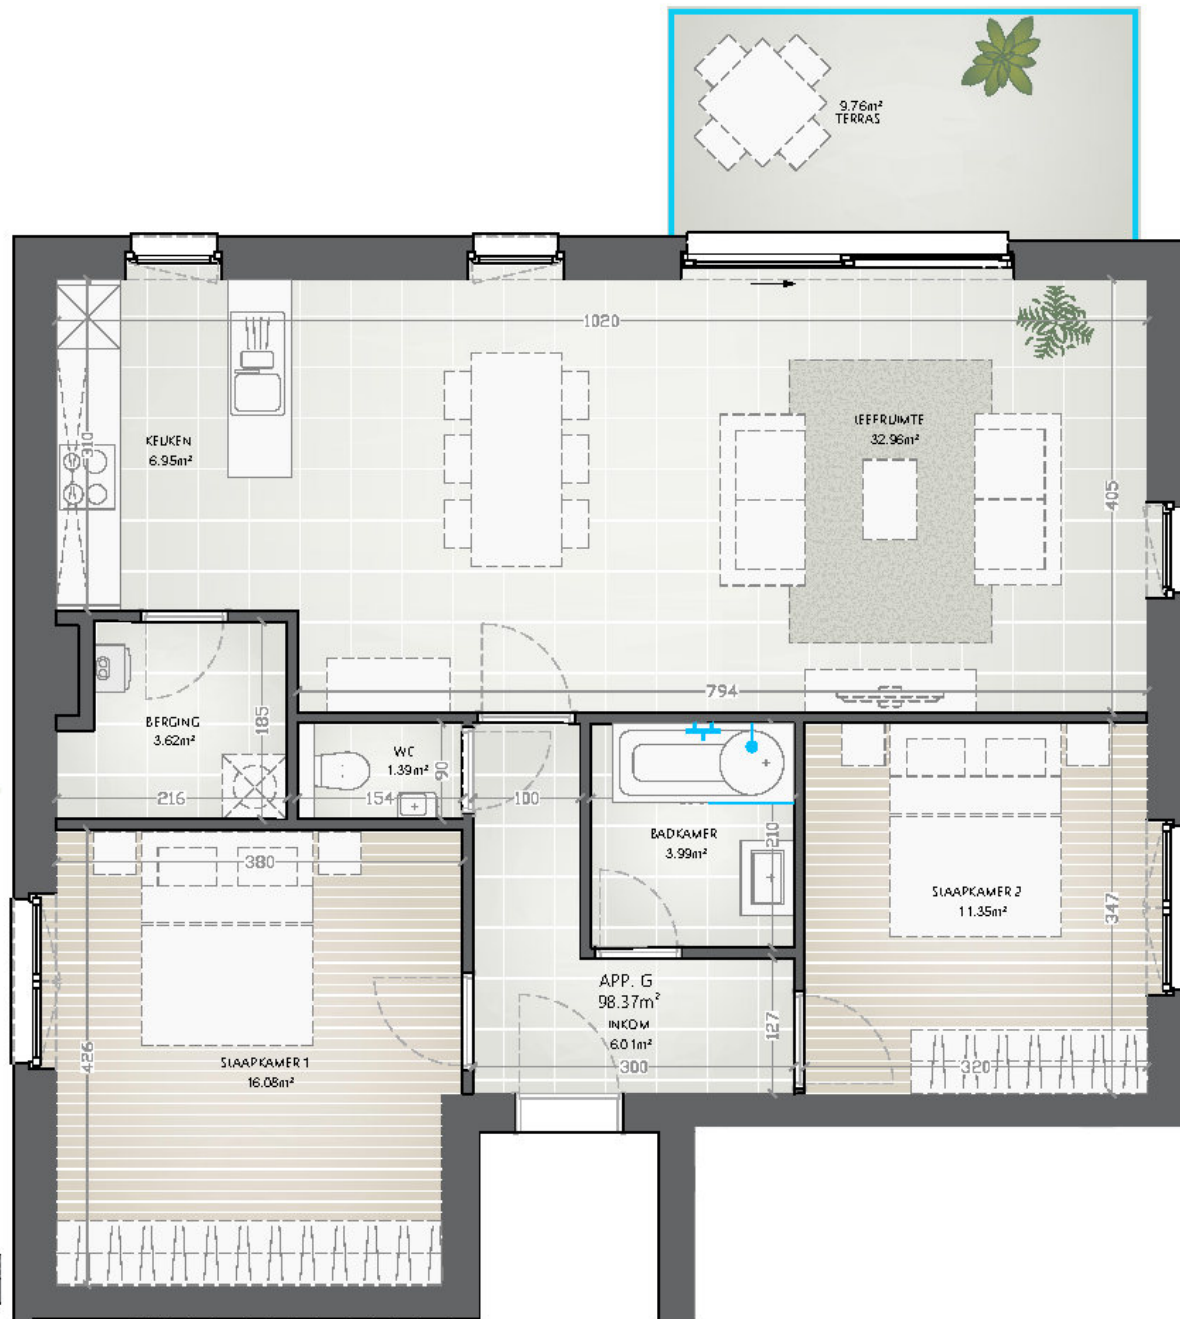 9.76m²
TERRAS
1020
KEUKEN
6.95m²
310
LEEFRUIMTE
32.96m²
405
794
BERGING
3.62m²
185
216
WC
1.39m²
90
154
100
BADKAMER
3.99m²
210
SLAAPKAMER 2
11.35m²
347
320
380
SLAAPKAMER 1
16.08m²
426
APP. G
98.37m²
INKOM
6.01m²
127
300